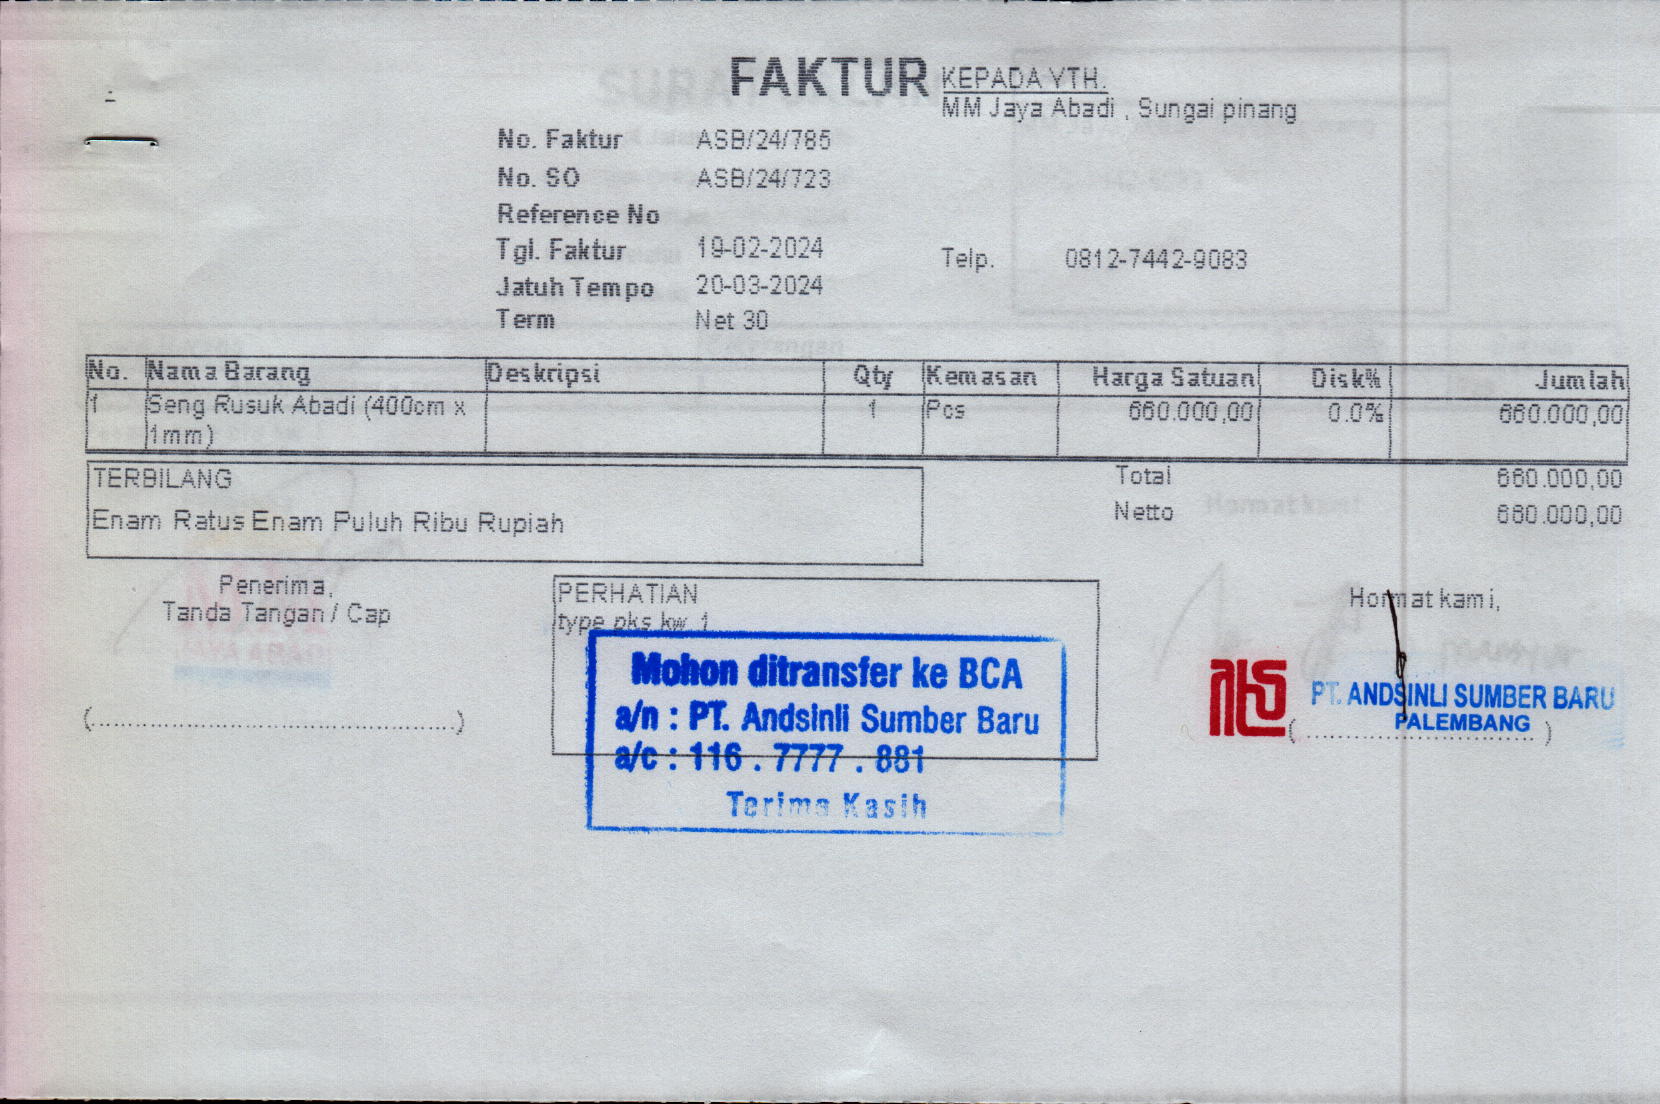 FAKTUR
KEPADA YTH.
MM Jaya Abadi , Sungai pinang
No. Faktur ASB/24/785
No. SO ASB/24/723
Reference No
Tgl. Faktur 19-02-2024
Telp. 0812-7442-9083
Jatuh Tempo 20-03-2024
Term Net 30
No. Nama Barang Deskripsi Qty Kemasan Harga Satuan Disk% Jumlah
1 Seng Rusuk Abadi (400cm x 1 Pcs 660.000,00 0.0% 660.000,00
1mm)
TERBILANG
Total 660.000,00
Enam Ratus Enam Puluh Ribu Rupiah
Netto 660.000,00
Penerima,
Tanda Tangan / Cap
(.....................................................)
PERHATIAN
type pks kw 1
Mohon ditransfer ke BCA
a/n : PT. Andsinli Sumber Baru
a/c : 116 . 7777 . 881
Terima Kasih
Hormat kami,
PT. ANDSINLI SUMBER BARU
PALEMBANG
( ................................. )